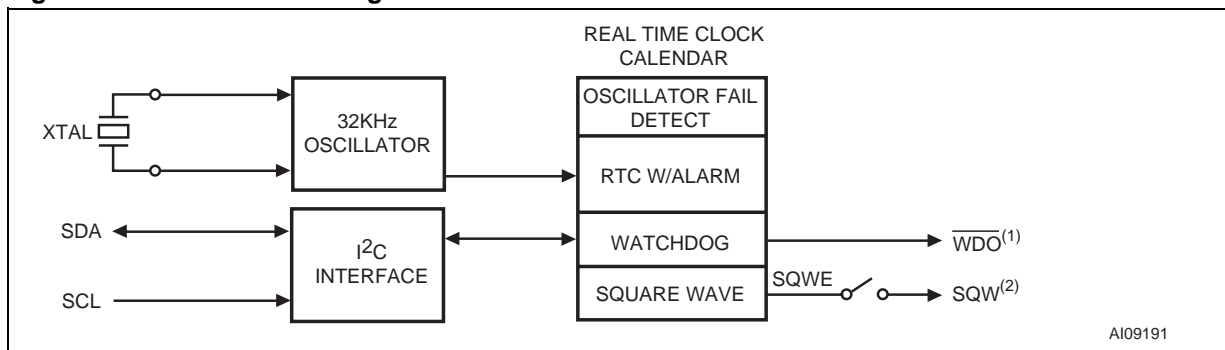 REAL TIME CLOCK
CALENDAR
OSCILLATOR FAIL
DETECT
XTAL
32KHz
OSCILLATOR
RTC W/ALARM
SDA
I2C
INTERFACE
WATCHDOG
WDO(1)
SCL
SQUARE WAVE
SQWE
SQW(2)
AI09191